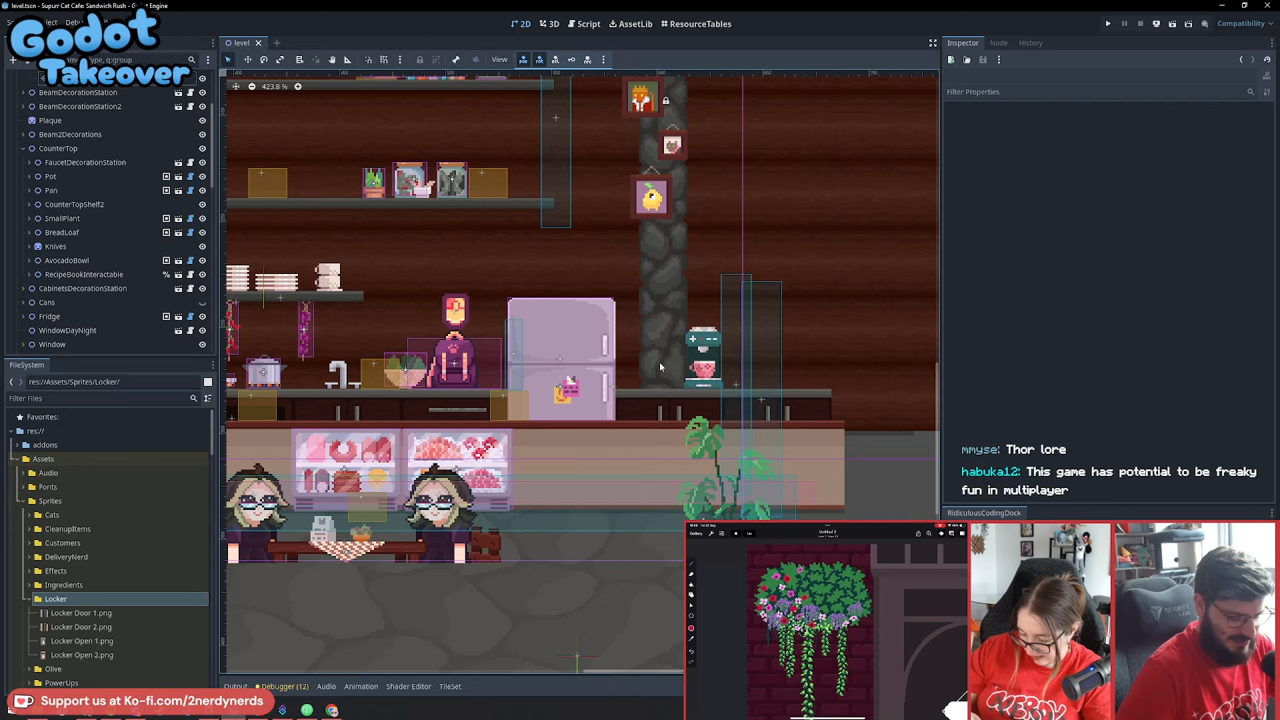 level.tscn - Supurr Cat Cafe: Sandwich Rush - Godot Engine
Godot
Takeover
2D
3D
Script
AssetLib
ResourceTables
Compatibility
level
Inspector
Node
History
View
Filter Properties
423.8 %
BeamDecorationStation
BeamDecorationStation2
Plaque
Beam2Decorations
CounterTop
FaucetDecorationStation
Pot
Pan
CounterTopShelf2
SmallPlant
BreadLoaf
Knives
AvocadoBowl
RecipeBookInteractable
CabinetsDecorationStation
Cans
Fridge
WindowDayNight
Window
FileSystem
res://Assets/Sprites/Locker/
Filter Files
Favorites:
res://
addons
Assets
Audio
Fonts
Sprites
Cats
CleanupItems
Customers
DeliveryNerd
Effects
Ingredients
Locker
Locker Door 1.png
Locker Door 2.png
Locker Open 1.png
Locker Open 2.png
Olive
PowerUps
mmyse: Thor lore
habuka12: This game has potential to be freaky
fun in multiplayer
RidiculousCodingDock
Output
Debugger (12)
Audio
Animation
Shader Editor
TileSet
Support us at Ko-fi.com/2nerdynerds